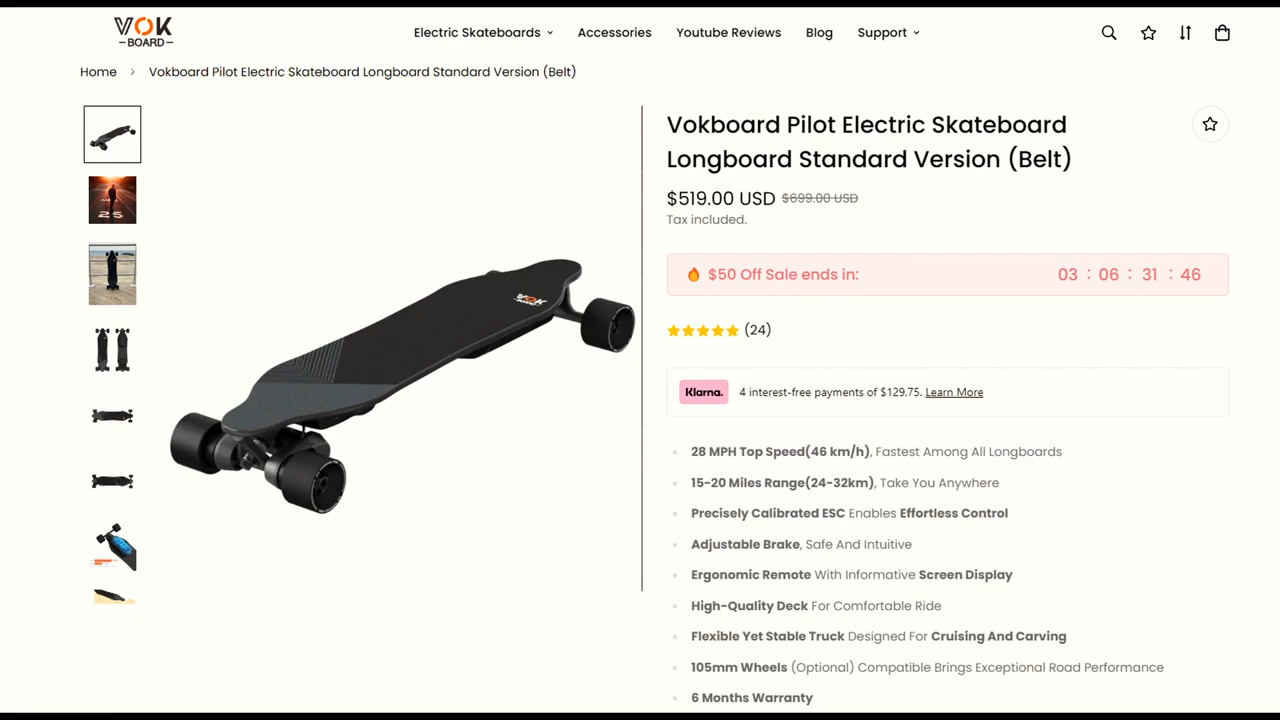 VOK
BOARD
Electric Skateboards
Accessories
Youtube Reviews
Blog
Support
Home > Vokboard Pilot Electric Skateboard Longboard Standard Version (Belt)
25
VOK
BOARD
Vokboard Pilot Electric Skateboard
Longboard Standard Version (Belt)
$519.00 USD $699.00 USD
Tax included.
🔥 $50 Off Sale ends in: 03 : 06 : 31 : 46
★★★★★ (24)
Klarna. 4 interest-free payments of $129.75. Learn More
28 MPH Top Speed(46 km/h), Fastest Among All Longboards
15-20 Miles Range(24-32km), Take You Anywhere
Precisely Calibrated ESC Enables Effortless Control
Adjustable Brake, Safe And Intuitive
Ergonomic Remote With Informative Screen Display
High-Quality Deck For Comfortable Ride
Flexible Yet Stable Truck Designed For Cruising And Carving
105mm Wheels (Optional) Compatible Brings Exceptional Road Performance
6 Months Warranty